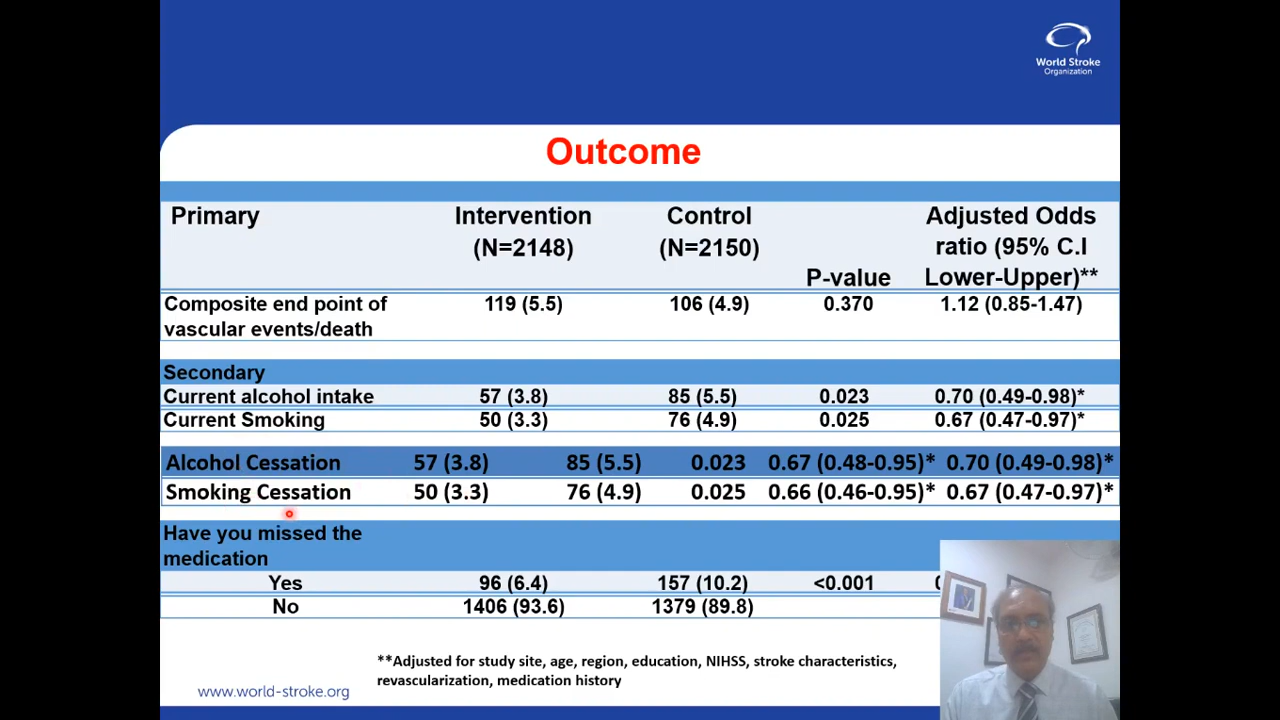 World Stroke
Organization
Outcome
Primary Intervention Control Adjusted Odds
(N=2148) (N=2150) ratio (95% C.I
P-value Lower-Upper)**
Composite end point of 119 (5.5) 106 (4.9) 0.370 1.12 (0.85-1.47)
vascular events/death
Secondary
Current alcohol intake 57 (3.8) 85 (5.5) 0.023 0.70 (0.49-0.98)*
Current Smoking 50 (3.3) 76 (4.9) 0.025 0.67 (0.47-0.97)*
Alcohol Cessation 57 (3.8) 85 (5.5) 0.023 0.67 (0.48-0.95)* 0.70 (0.49-0.98)*
Smoking Cessation 50 (3.3) 76 (4.9) 0.025 0.66 (0.46-0.95)* 0.67 (0.47-0.97)*
Have you missed the
medication
Yes 96 (6.4) 157 (10.2) <0.001
No 1406 (93.6) 1379 (89.8)
**Adjusted for study site, age, region, education, NIHSS, stroke characteristics,
revascularization, medication history
www.world-stroke.org